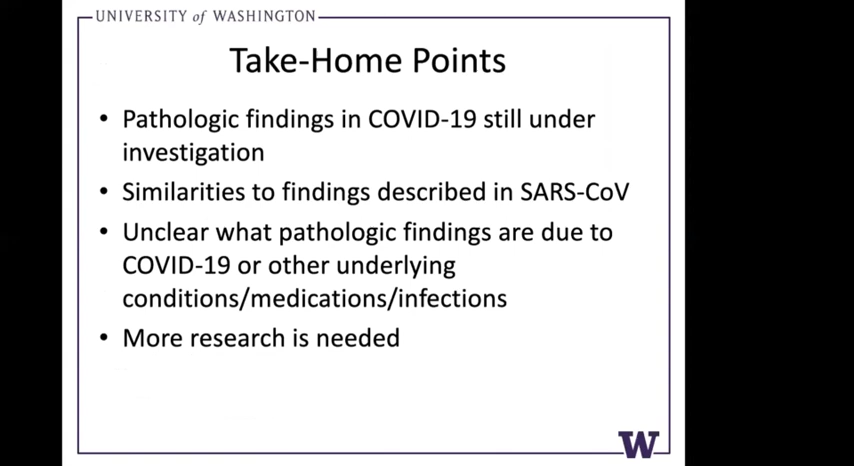 UNIVERSITY of WASHINGTON
Take-Home Points
• Pathologic findings in COVID-19 still under
investigation
• Similarities to findings described in SARS-CoV
• Unclear what pathologic findings are due to
COVID-19 or other underlying
conditions/medications/infections
• More research is needed
W